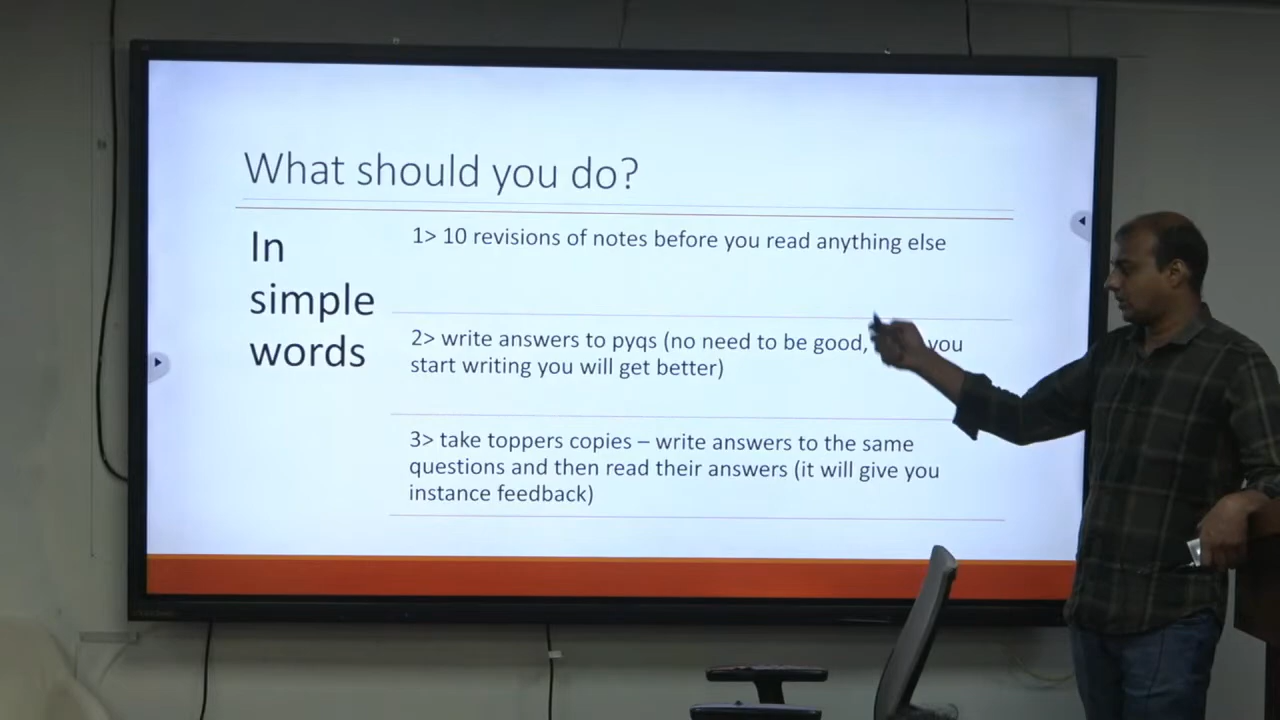 What should you do?
In
simple
words
1> 10 revisions of notes before you read anything else
2> write answers to pyqs (no need to be good, you
start writing you will get better)
3> take toppers copies – write answers to the same
questions and then read their answers (it will give you
instance feedback)